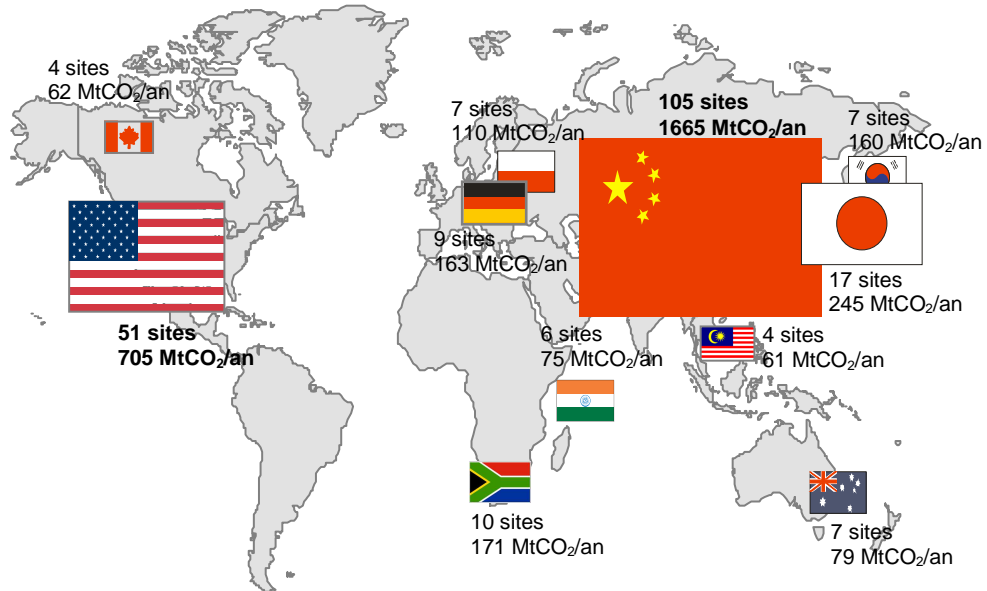 4 sites
62 MtCO₂/an
7 sites
110 MtCO₂/an
105 sites
1665 MtCO₂/an
7 sites
160 MtCO₂/an
9 sites
163 MtCO₂/an
17 sites
245 MtCO₂/an
51 sites
705 MtCO₂/an
6 sites
75 MtCO₂/an
4 sites
61 MtCO₂/an
10 sites
171 MtCO₂/an
7 sites
79 MtCO₂/an